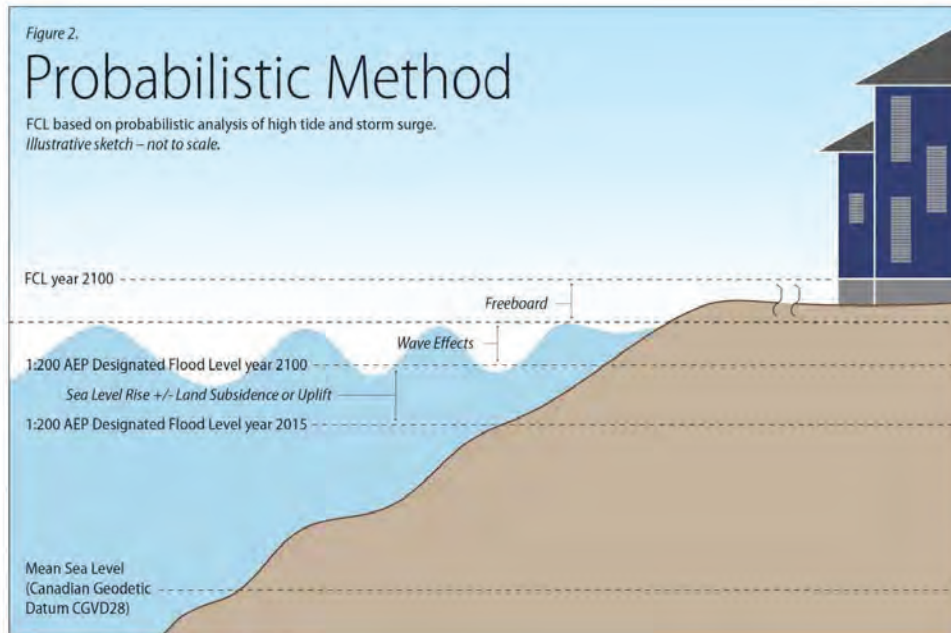 Figure 2.
Probabilistic Method
FCL based on probabilistic analysis of high tide and storm surge.
Illustrative sketch – not to scale.
FCL year 2100
Freeboard
Wave Effects
1:200 AEP Designated Flood Level year 2100
Sea Level Rise +/- Land Subsidence or Uplift
1:200 AEP Designated Flood Level year 2015
Mean Sea Level
(Canadian Geodetic
Datum CGVD28)